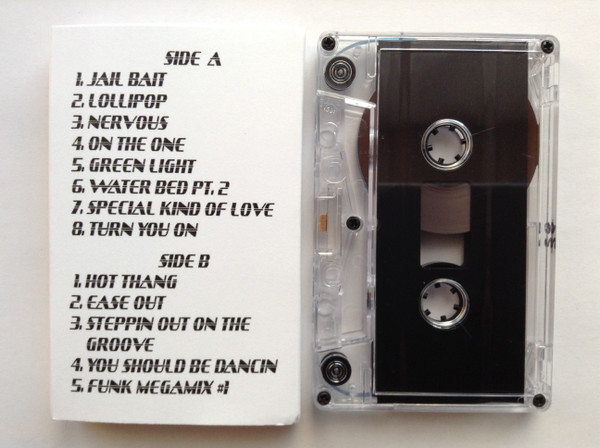 SIDE A
1. JAIL BAIT
2. LOLLIPOP
3. NERVOUS
4. ON THE ONE
5. GREEN LIGHT
6. WATER BED PT. 2
7. SPECIAL KIND OF LOVE
8. TURN YOU ON
SIDE B
1. HOT THANG
2. EASE OUT
3. STEPPIN OUT ON THE
GROOVE
4. YOU SHOULD BE DANCIN
5. FUNK MEGAMIX #1